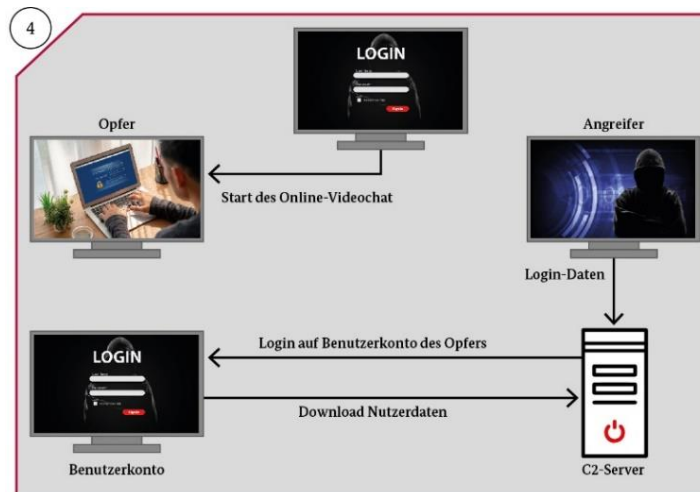 4
LOGIN
Opfer
Angreifer
Start des Online-Videochat
Login-Daten
Login auf Benutzerkonto des Opfers
LOGIN
Download Nutzerdaten
Benutzerkonto
C2-Server